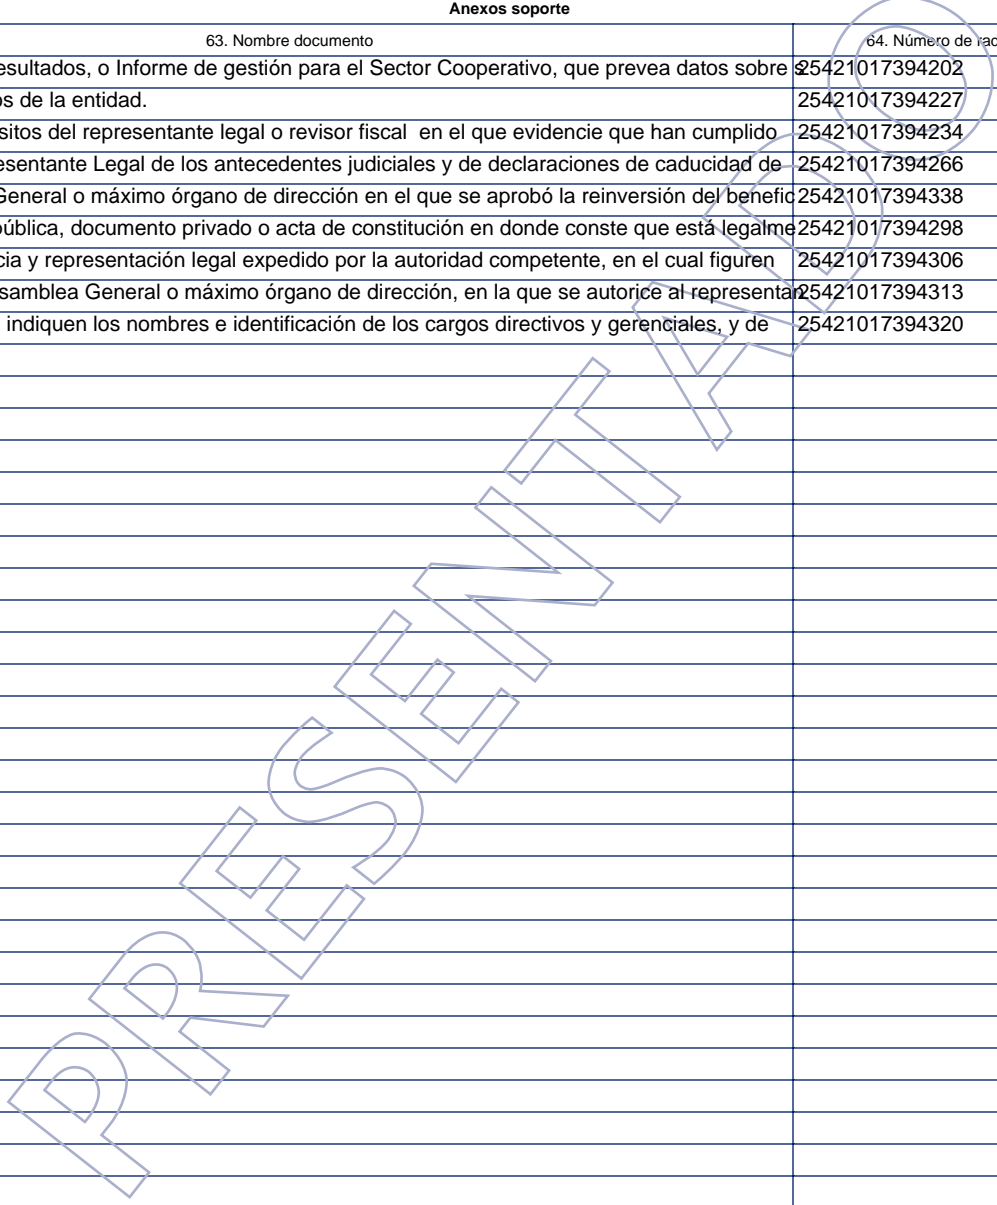 Anexos soporte
63. Nombre documento 64. Número de rad
esultados, o Informe de gestión para el Sector Cooperativo, que prevea datos sobre s 25421017394202
os de la entidad. 25421017394227
sitos del representante legal o revisor fiscal en el que evidencie que han cumplido 25421017394234
esentante Legal de los antecedentes judiciales y de declaraciones de caducidad de 25421017394266
General o máximo órgano de dirección en el que se aprobó la reinversión del benefic 25421017394338
pública, documento privado o acta de constitución en donde conste que está legalme 25421017394298
cia y representación legal expedido por la autoridad competente, en el cual figuren 25421017394306
samblea General o máximo órgano de dirección, en la que se autorice al representan 25421017394313
indiquen los nombres e identificación de los cargos directivos y gerenciales, y de 25421017394320
PRESENTADO